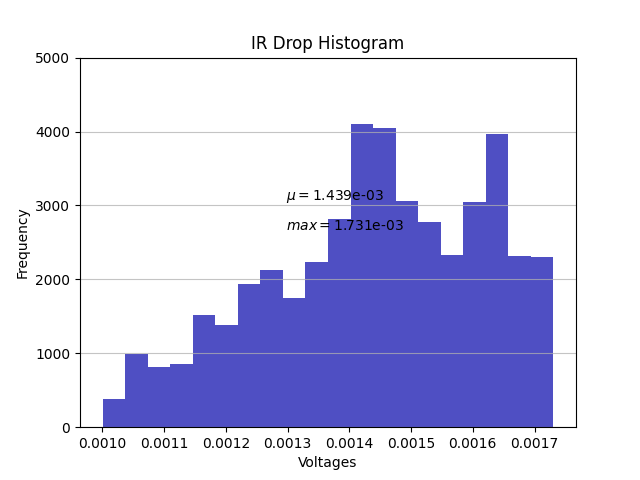 IR Drop Histogram
5000
4000
3000
2000
1000
0
Frequency
μ = 1.439e-03
max = 1.731e-03
0.0010 0.0011 0.0012 0.0013 0.0014 0.0015 0.0016 0.0017
Voltages